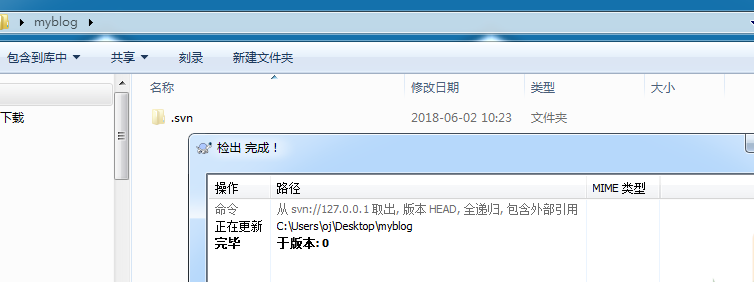 myblog
包含到库中 共享 刻录 新建文件夹
名称 修改日期 类型 大小
下载
.svn 2018-06-02 10:23 文件夹
检出 完成！
操作 路径 MIME 类型
命令 从 svn://127.0.0.1 取出, 版本 HEAD, 全递归, 包含外部引用
正在更新 C:\Users\oj\Desktop\myblog
完毕 于版本: 0